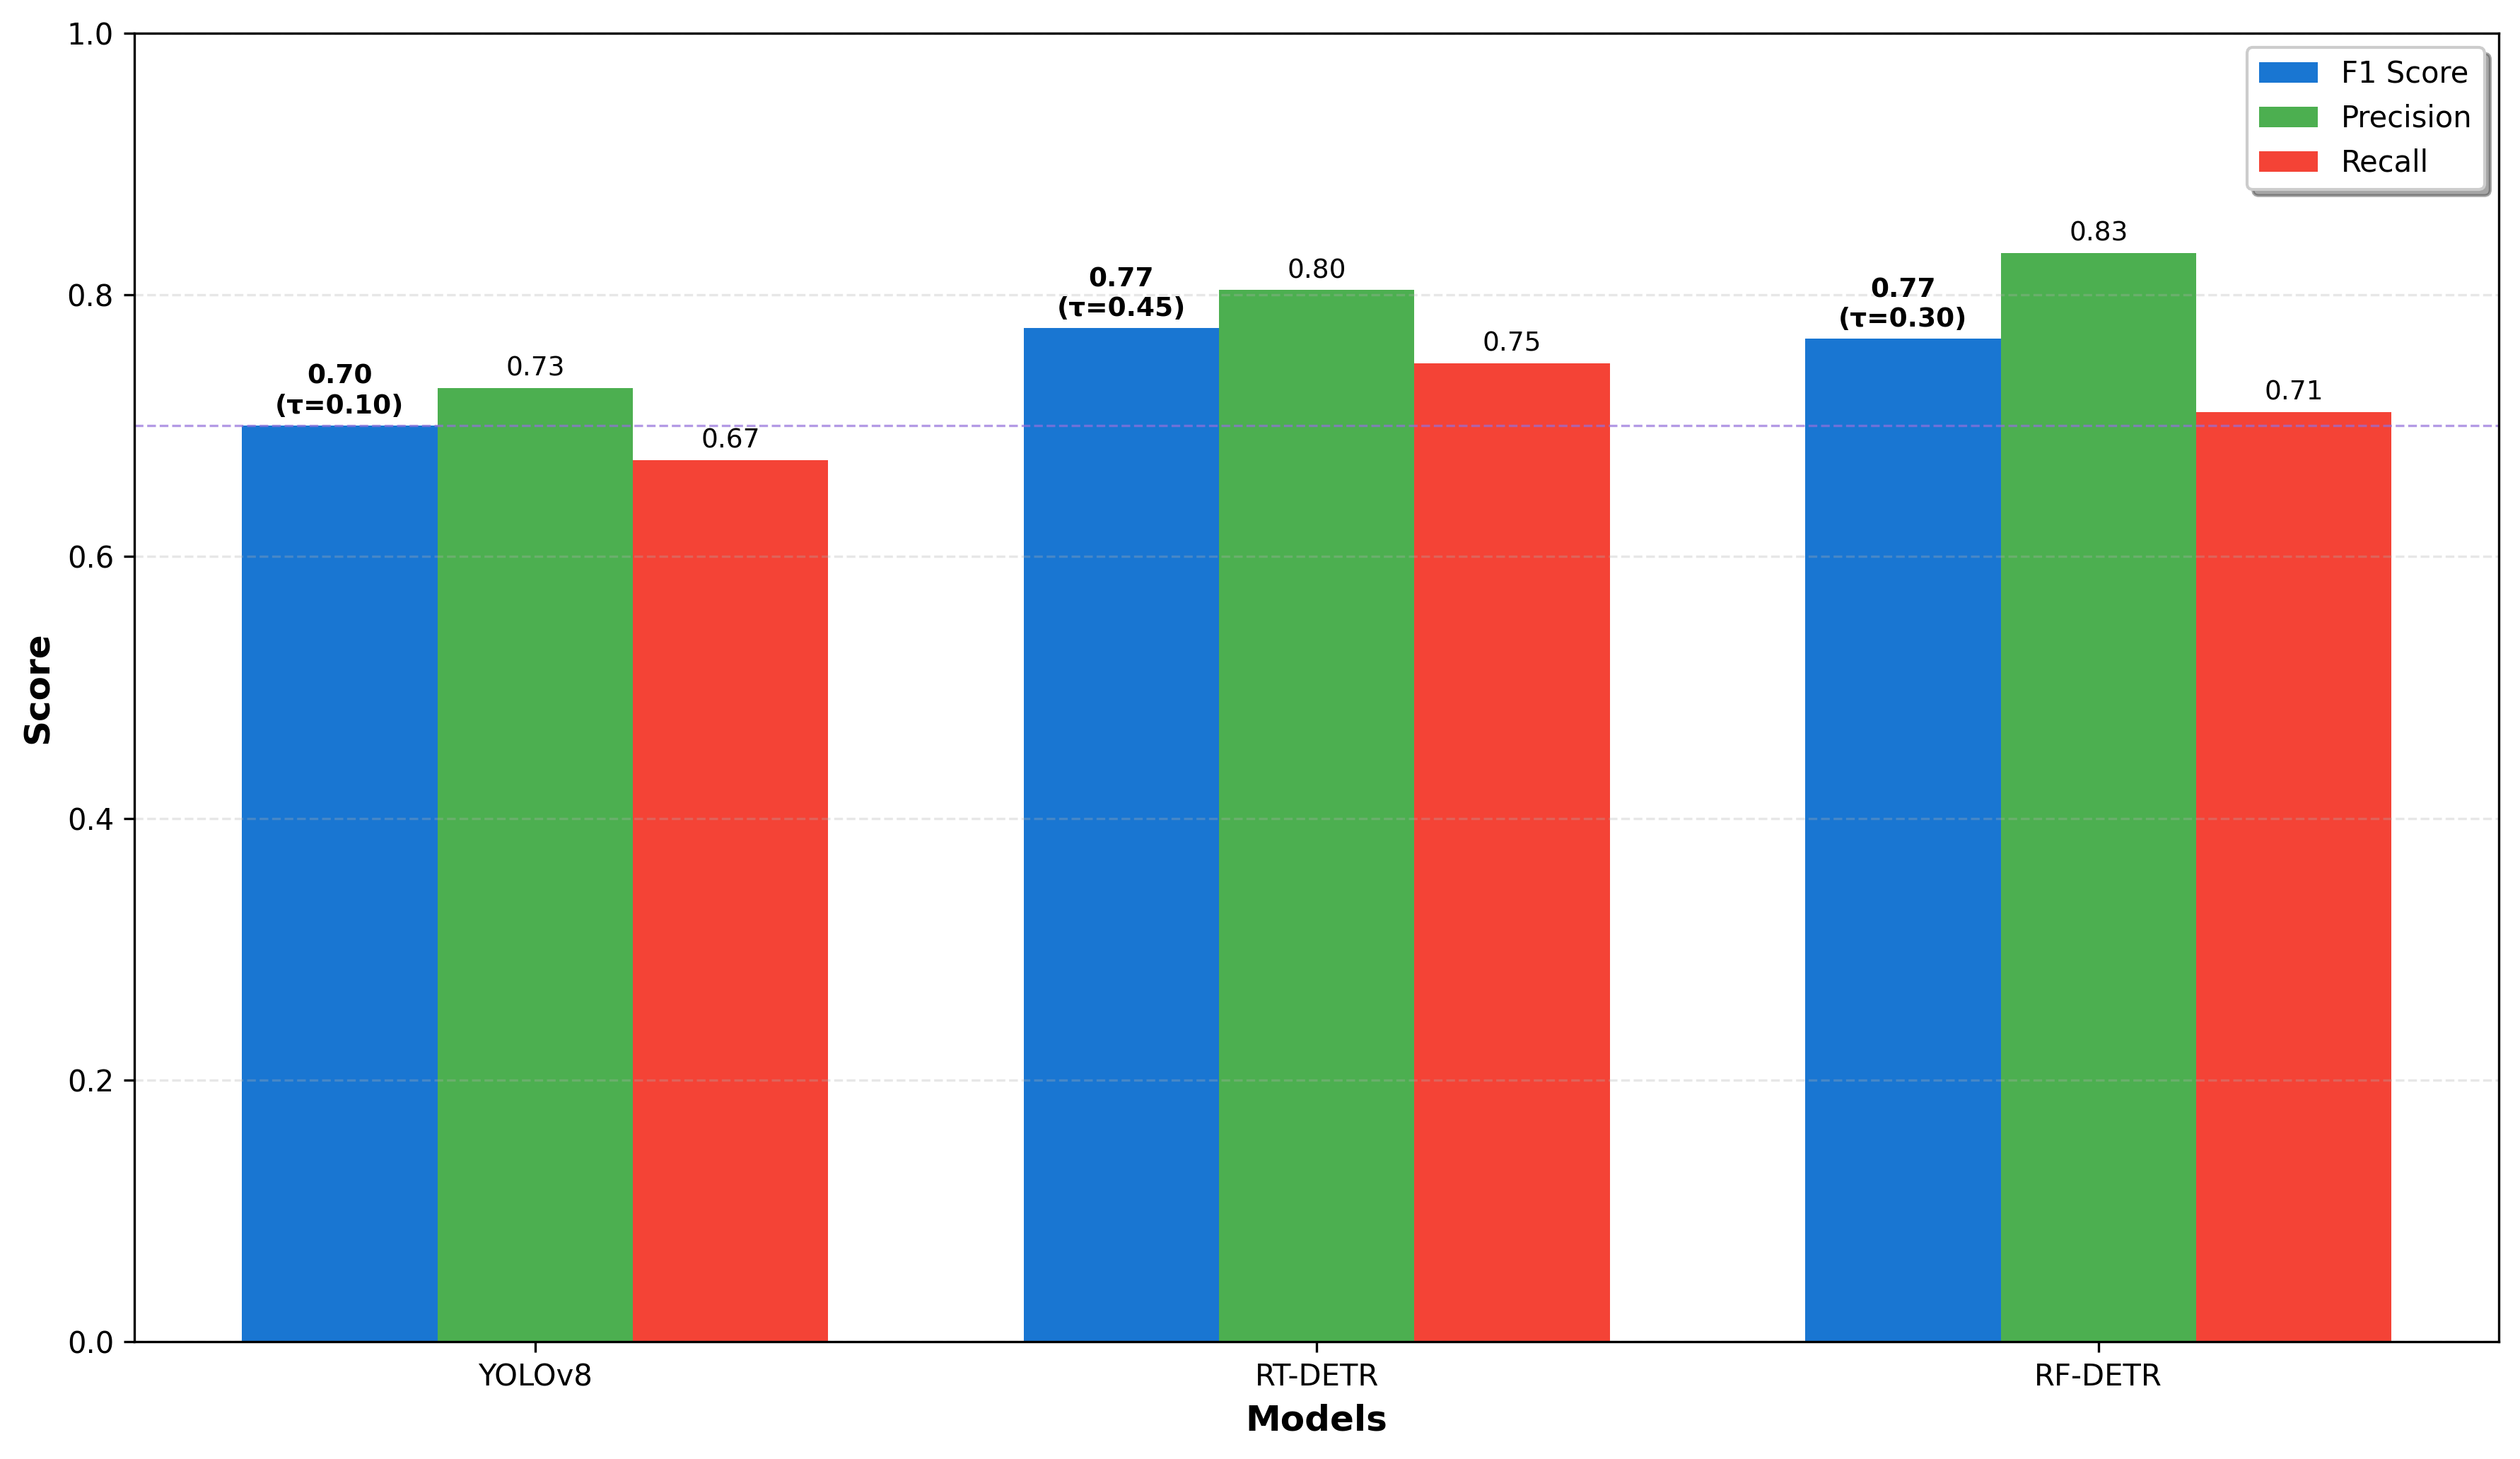 1.0
0.8
0.6
0.4
0.2
0.0
Score
F1 Score
Precision
Recall
0.70
(τ=0.10)
0.73
0.67
0.77
(τ=0.45)
0.80
0.75
0.77
(τ=0.30)
0.83
0.71
YOLOv8
RT-DETR
RF-DETR
Models